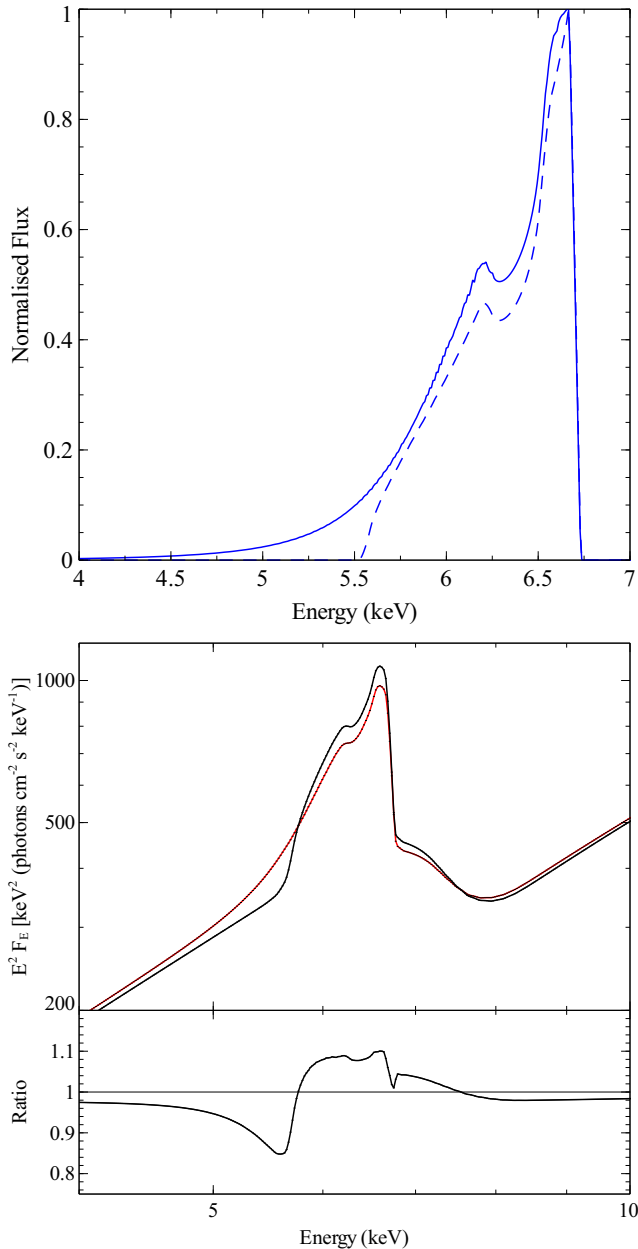 1
0.8
0.6
0.4
0.2
0
Normalised Flux
4 4.5 5 5.5 6 6.5 7
Energy (keV)
1000
500
200
E² F_E [keV² (photons cm⁻² s⁻² keV⁻¹)]
1.1
1
0.9
0.8
Ratio
5 10
Energy (keV)